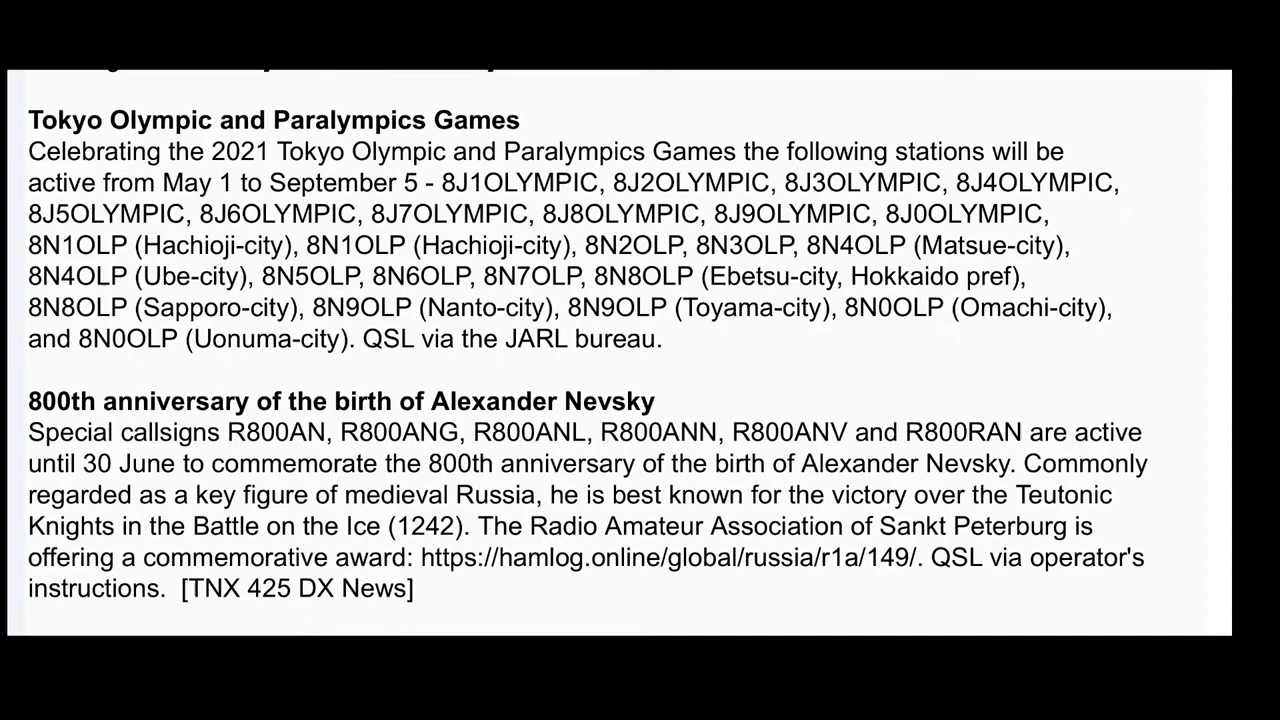 Tokyo Olympic and Paralympics Games
Celebrating the 2021 Tokyo Olympic and Paralympics Games the following stations will be
active from May 1 to September 5 - 8J1OLYMPIC, 8J2OLYMPIC, 8J3OLYMPIC, 8J4OLYMPIC,
8J5OLYMPIC, 8J6OLYMPIC, 8J7OLYMPIC, 8J8OLYMPIC, 8J9OLYMPIC, 8J0OLYMPIC,
8N1OLP (Hachioji-city), 8N1OLP (Hachioji-city), 8N2OLP, 8N3OLP, 8N4OLP (Matsue-city),
8N4OLP (Ube-city), 8N5OLP, 8N6OLP, 8N7OLP, 8N8OLP (Ebetsu-city, Hokkaido pref),
8N8OLP (Sapporo-city), 8N9OLP (Nanto-city), 8N9OLP (Toyama-city), 8N0OLP (Omachi-city),
and 8N0OLP (Uonuma-city). QSL via the JARL bureau.
800th anniversary of the birth of Alexander Nevsky
Special callsigns R800AN, R800ANG, R800ANL, R800ANN, R800ANV and R800RAN are active
until 30 June to commemorate the 800th anniversary of the birth of Alexander Nevsky. Commonly
regarded as a key figure of medieval Russia, he is best known for the victory over the Teutonic
Knights in the Battle on the Ice (1242). The Radio Amateur Association of Sankt Peterburg is
offering a commemorative award: https://hamlog.online/global/russia/r1a/149/. QSL via operator's
instructions.  [TNX 425 DX News]